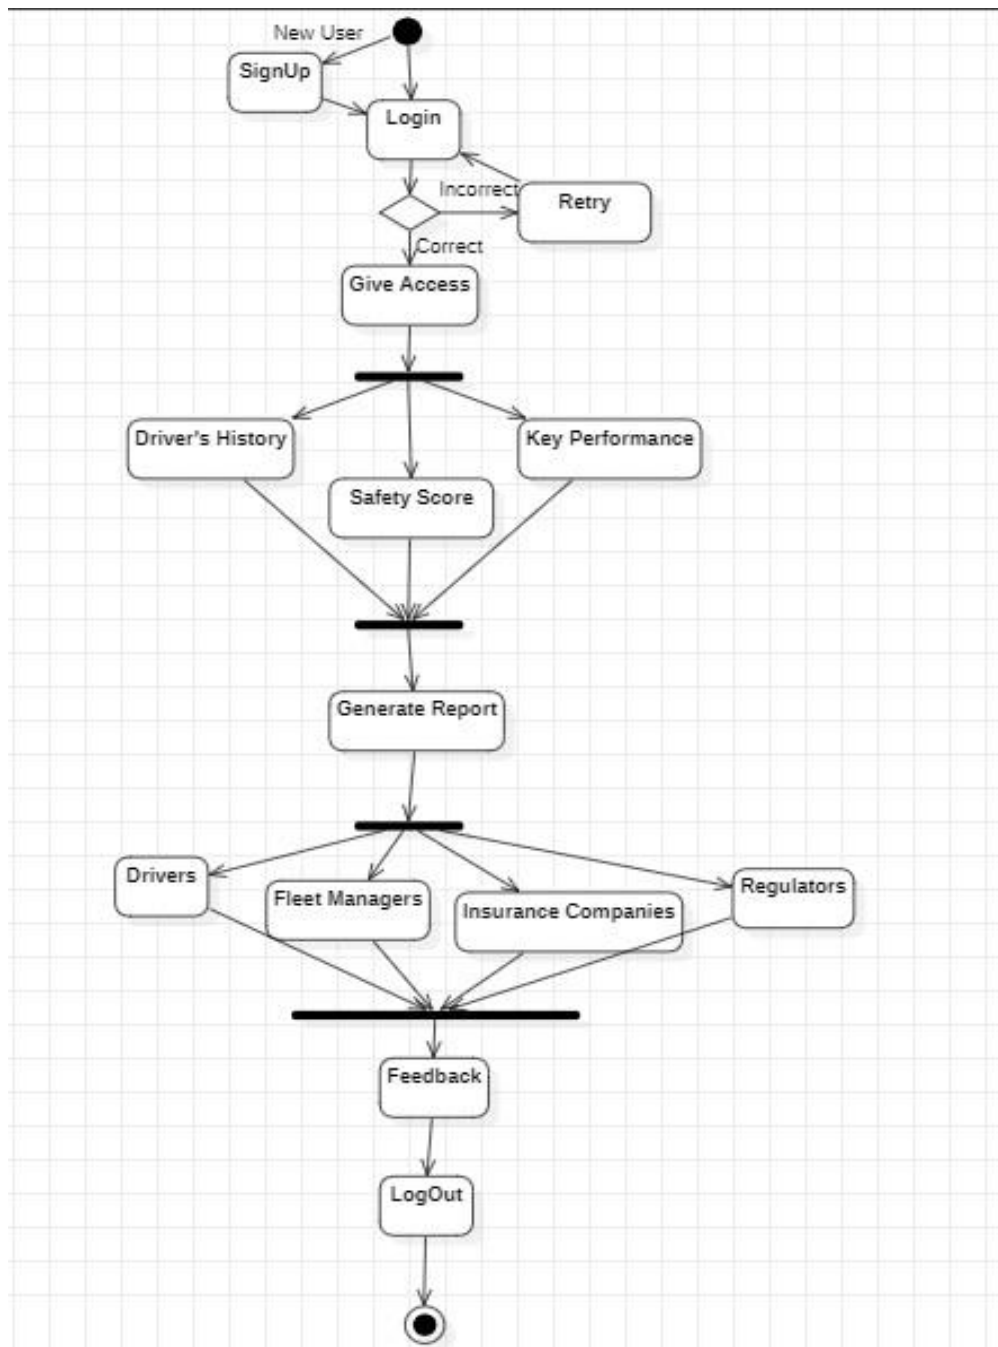 New User
SignUp
Login
Incorrect
Retry
Correct
Give Access
Driver's History
Key Performance
Safety Score
Generate Report
Drivers
Fleet Managers
Insurance Companies
Regulators
Feedback
LogOut